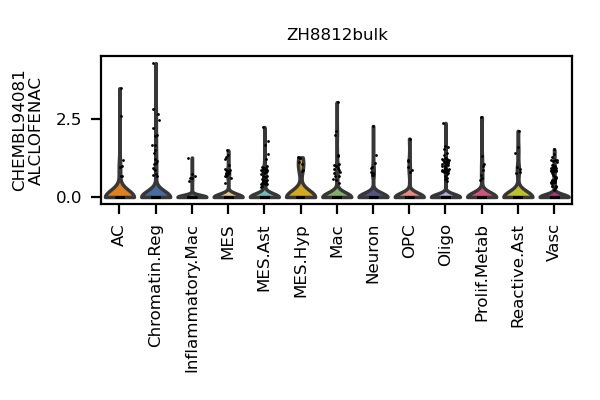 ZH8812bulk
CHEMBL94081
ALCLOFENAC
2.5
0.0
AC
Chromatin.Reg
Inflammatory.Mac
MES
MES.Ast
MES.Hyp
Mac
Neuron
OPC
Oligo
Prolif.Metab
Reactive.Ast
Vasc